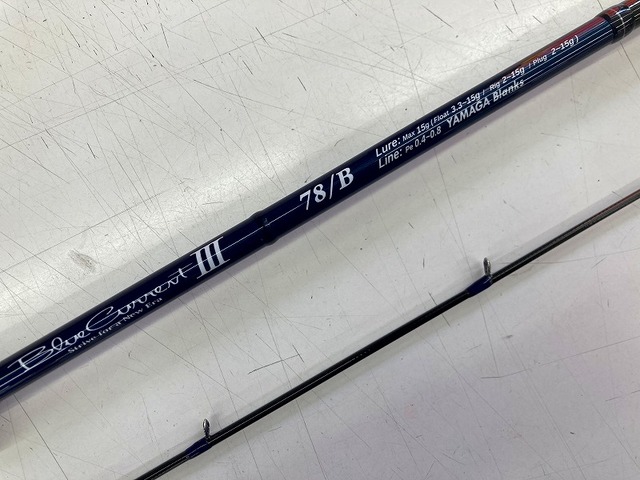 Blue Current III
Strive for a New Era
78/B
Lure: Max 15g (Float 3.3-15g / Rig 2-15g / Plug 2-15g)
Line: Pe 0.4-0.8 YAMAGA Blanks